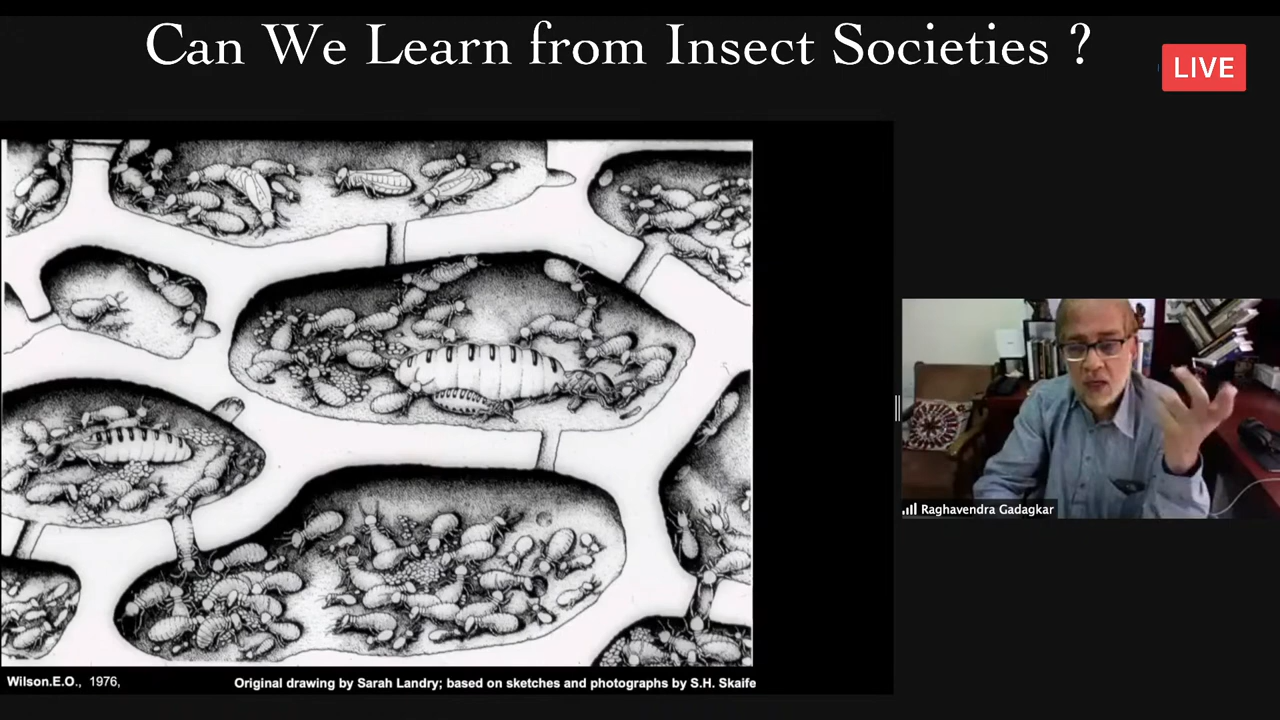 Can We Learn from Insect Societies ?
LIVE
Raghavendra Gadagkar
Wilson.E.O., 1976,
Original drawing by Sarah Landry; based on sketches and photographs by S.H. Skaife